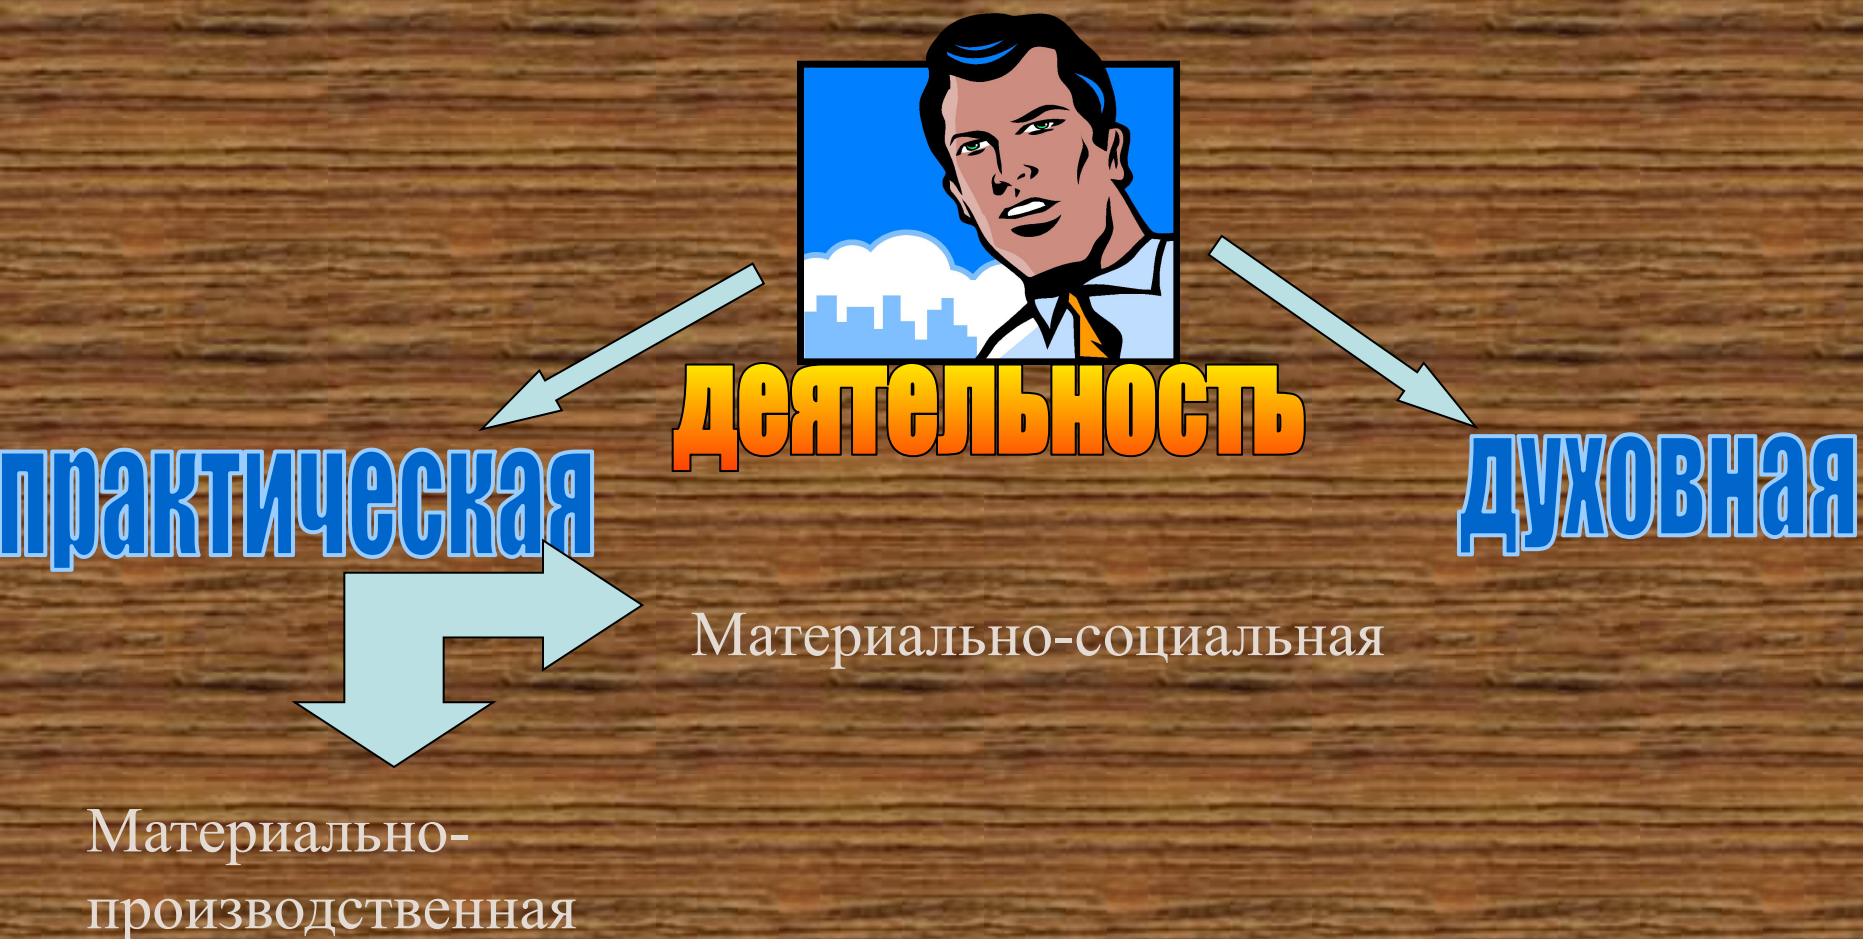 деятельность
практическая
духовная
Материально-социальная
Материально-
производственная